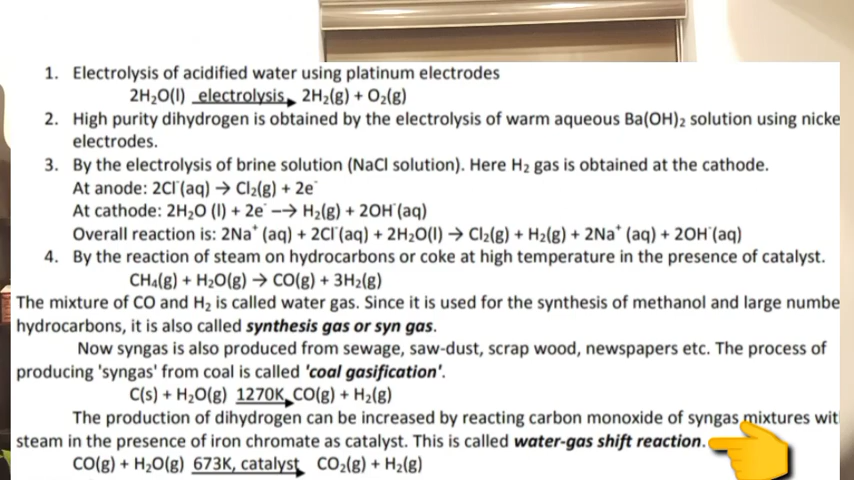 1. Electrolysis of acidified water using platinum electrodes
2H₂O(l) electrolysis 2H₂(g) + O₂(g)
2. High purity dihydrogen is obtained by the electrolysis of warm aqueous Ba(OH)₂ solution using nicke
electrodes.
3. By the electrolysis of brine solution (NaCl solution). Here H₂ gas is obtained at the cathode.
At anode: 2Cl⁻(aq) → Cl₂(g) + 2e⁻
At cathode: 2H₂O (l) + 2e⁻ –→ H₂(g) + 2OH⁻(aq)
Overall reaction is: 2Na⁺ (aq) + 2Cl⁻(aq) + 2H₂O(l) → Cl₂(g) + H₂(g) + 2Na⁺ (aq) + 2OH⁻(aq)
4. By the reaction of steam on hydrocarbons or coke at high temperature in the presence of catalyst.
CH₄(g) + H₂O(g) → CO(g) + 3H₂(g)
The mixture of CO and H₂ is called water gas. Since it is used for the synthesis of methanol and large numbe
hydrocarbons, it is also called synthesis gas or syn gas.
Now syngas is also produced from sewage, saw-dust, scrap wood, newspapers etc. The process of
producing 'syngas' from coal is called 'coal gasification'.
C(s) + H₂O(g) 1270K CO(g) + H₂(g)
The production of dihydrogen can be increased by reacting carbon monoxide of syngas mixtures wit
steam in the presence of iron chromate as catalyst. This is called water-gas shift reaction.
CO(g) + H₂O(g) 673K, catalyst CO₂(g) + H₂(g)